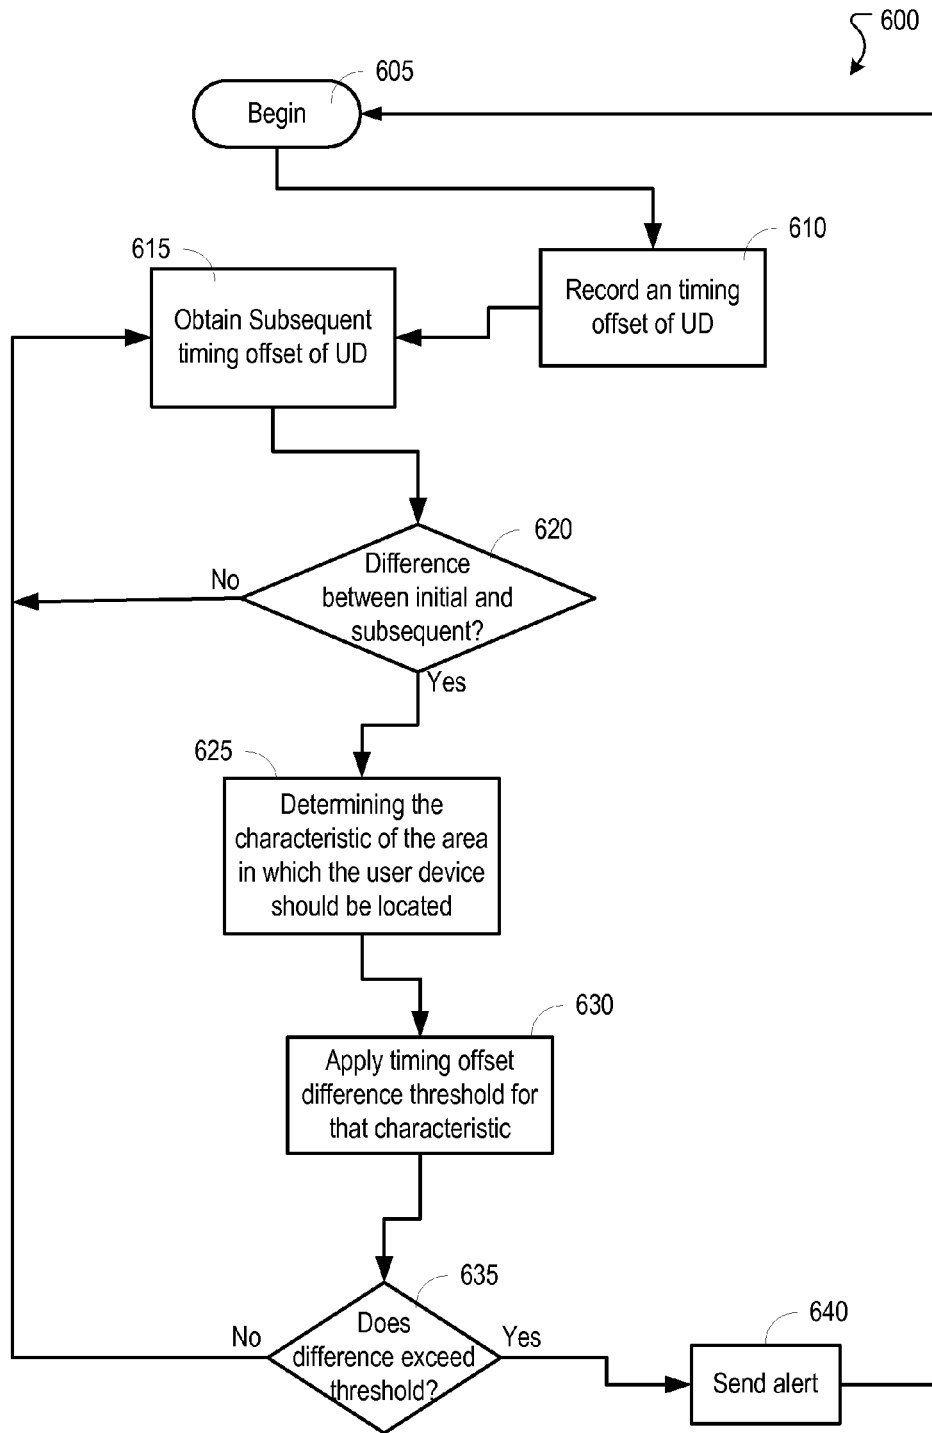 600
605
Begin
610
Record an timing
offset of UD
615
Obtain Subsequent
timing offset of UD
620
Difference
between initial and
subsequent?
No
Yes
625
Determining the
characteristic of the area
in which the user device
should be located
630
Apply timing offset
difference threshold for
that characteristic
635
Does
difference exceed
threshold?
No
Yes
640
Send alert